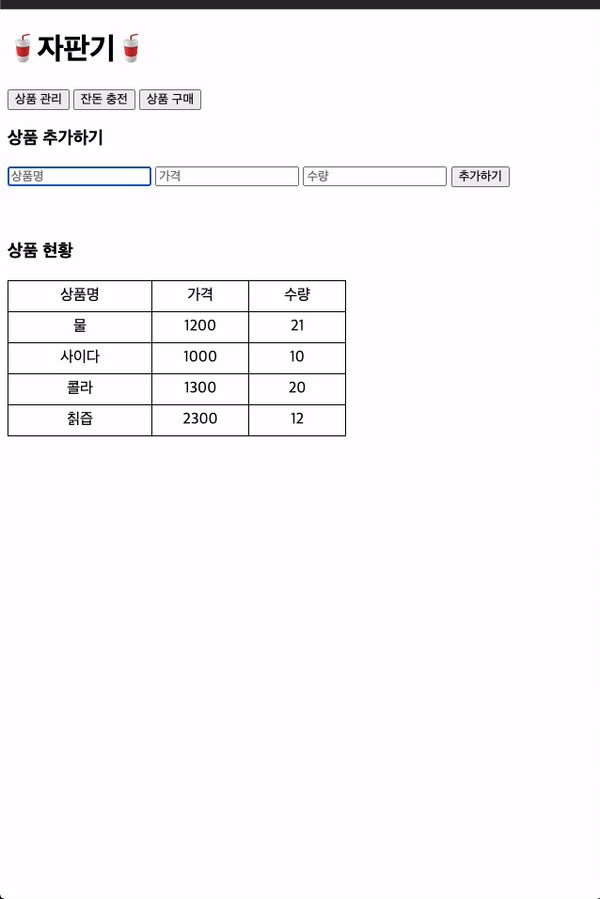 🥤자판기🥤
상품 관리 잔돈 충전 상품 구매
상품 추가하기
상품명 가격 수량 추가하기
상품 현황
상품명 가격 수량
물 1200 21
사이다 1000 10
콜라 1300 20
칡즙 2300 12